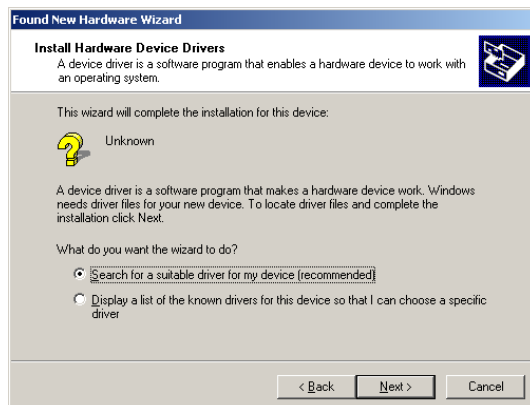 Found New Hardware Wizard
Install Hardware Device Drivers
A device driver is a software program that enables a hardware device to work with
an operating system.
This wizard will complete the installation for this device:
Unknown
A device driver is a software program that makes a hardware device work. Windows
needs driver files for your new device. To locate driver files and complete the
installation click Next.
What do you want the wizard to do?
Search for a suitable driver for my device (recommended)
Display a list of the known drivers for this device so that I can choose a specific
driver
< Back Next > Cancel